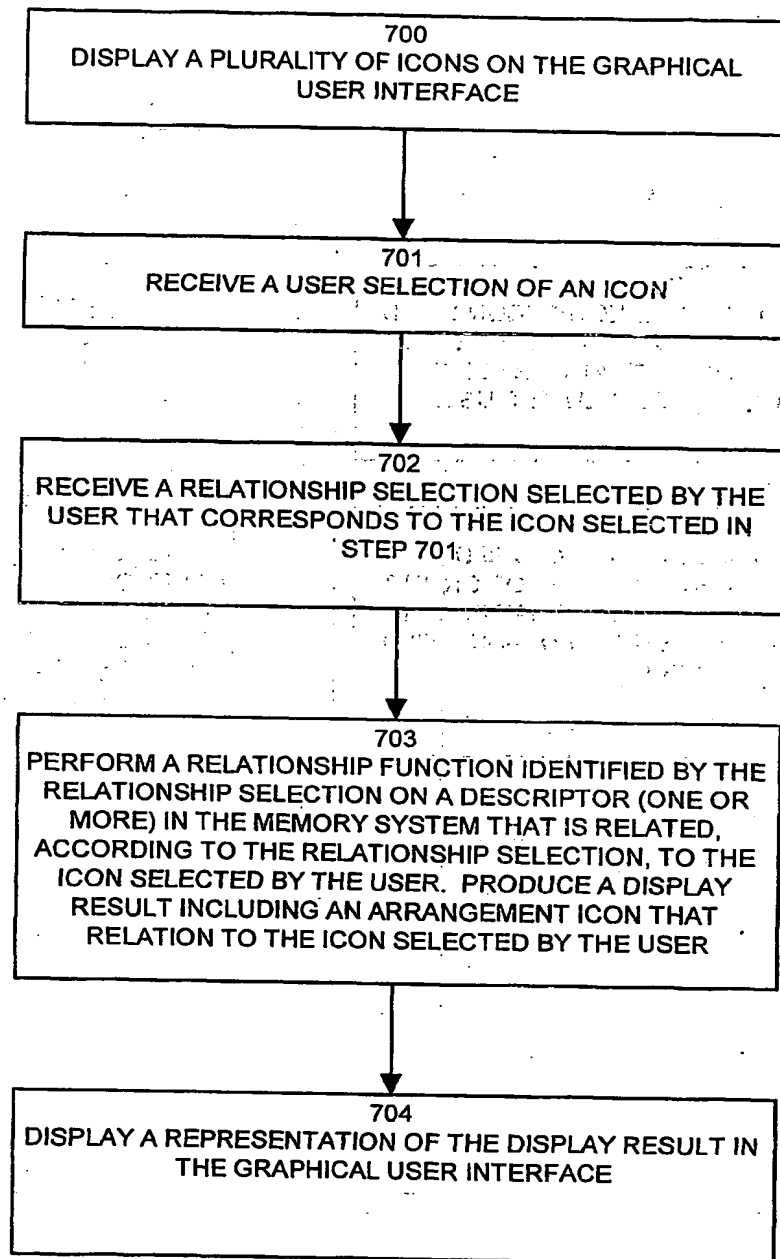 700
DISPLAY A PLURALITY OF ICONS ON THE GRAPHICAL
USER INTERFACE
701
RECEIVE A USER SELECTION OF AN ICON
702
RECEIVE A RELATIONSHIP SELECTION SELECTED BY THE
USER THAT CORRESPONDS TO THE ICON SELECTED IN
STEP 701
703
PERFORM A RELATIONSHIP FUNCTION IDENTIFIED BY THE
RELATIONSHIP SELECTION ON A DESCRIPTOR (ONE OR
MORE) IN THE MEMORY SYSTEM THAT IS RELATED,
ACCORDING TO THE RELATIONSHIP SELECTION, TO THE
ICON SELECTED BY THE USER. PRODUCE A DISPLAY
RESULT INCLUDING AN ARRANGEMENT ICON THAT
RELATION TO THE ICON SELECTED BY THE USER
704
DISPLAY A REPRESENTATION OF THE DISPLAY RESULT IN
THE GRAPHICAL USER INTERFACE